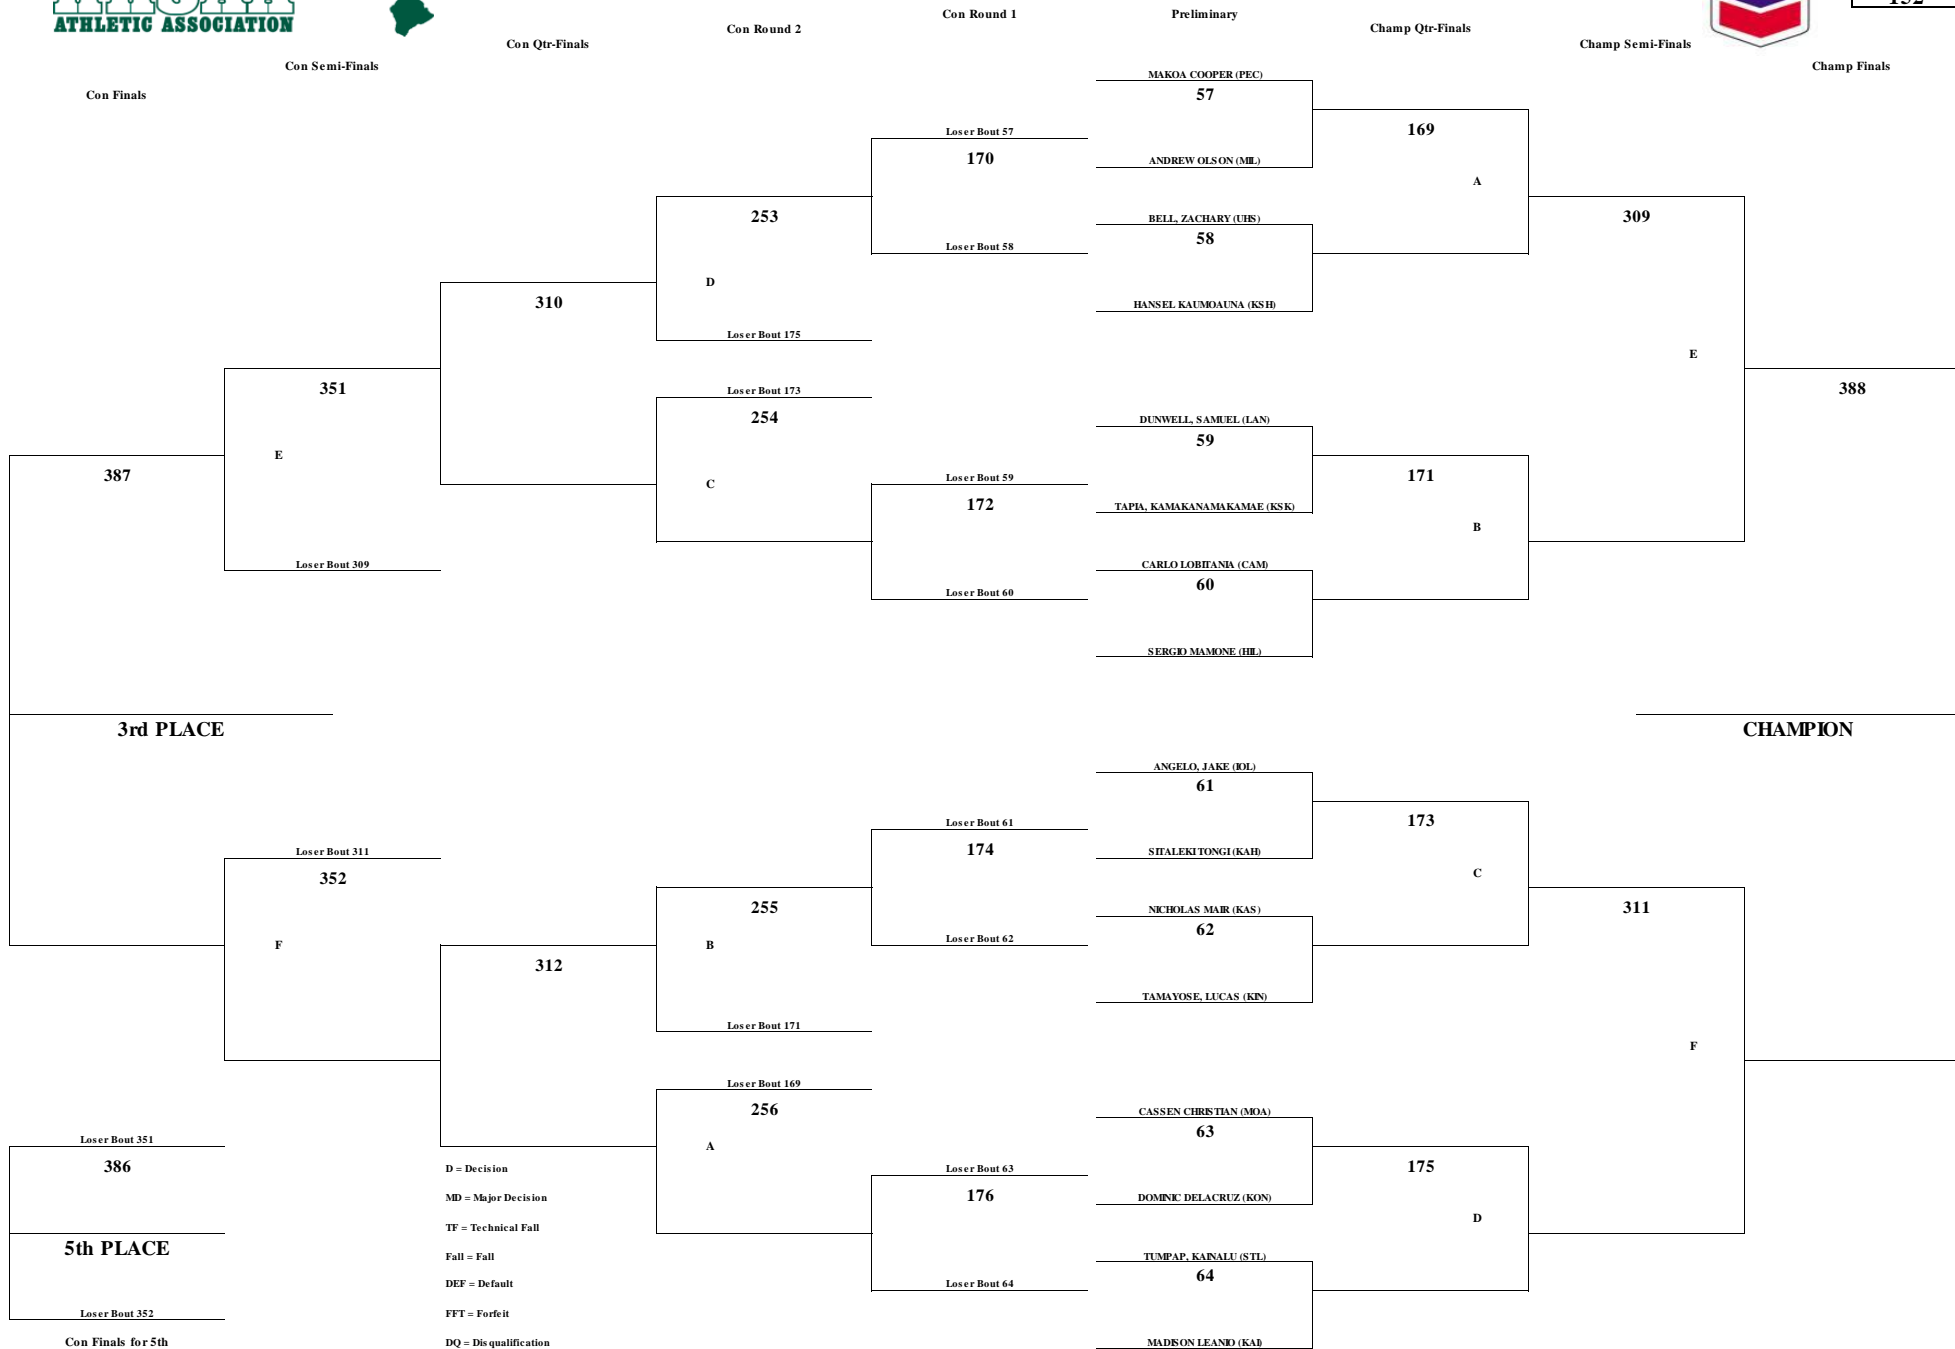 ATHLETIC ASSOCIATION
Con Finals
Con Semi-Finals
Con Qtr-Finals
Con Round 2
Con Round 1
Preliminary
Champ Qtr-Finals
Champ Semi-Finals
Champ Finals
MAKOA COOPER (PEC)
57
ANDREW OLSON (MIL)
BELL, ZACHARY (UHS)
58
HANSEL KAUMOAUNA (KSH)
DUNWELL, SAMUEL (LAN)
59
TAPIA, KAMAKANAMAKAMAE (KSK)
CARLO LOBITANIA (CAM)
60
SERGIO MAMONE (HIL)
ANGELO, JAKE (IOL)
61
SITALEKI TONGI (KAH)
NICHOLAS MAIR (KAS)
62
TAMAYOSE, LUCAS (KIN)
CASSEN CHRISTIAN (MOA)
63
DOMINIC DELACRUZ (KON)
TUMPAP, KAINALU (STL)
64
MADISON LEANIO (KAI)
169
A
171
B
173
C
175
D
309
E
311
F
388
CHAMPION
Loser Bout 57
170
Loser Bout 58
Loser Bout 59
172
Loser Bout 60
Loser Bout 61
174
Loser Bout 62
Loser Bout 63
176
Loser Bout 64
253
D
Loser Bout 175
Loser Bout 173
254
C
255
B
Loser Bout 171
Loser Bout 169
256
A
310
312
351
E
Loser Bout 309
Loser Bout 311
352
F
387
3rd PLACE
Loser Bout 351
386
5th PLACE
Loser Bout 352
Con Finals for 5th
D = Decision
MD = Major Decision
TF = Technical Fall
Fall = Fall
DEF = Default
FFT = Forfeit
DQ = Disqualification